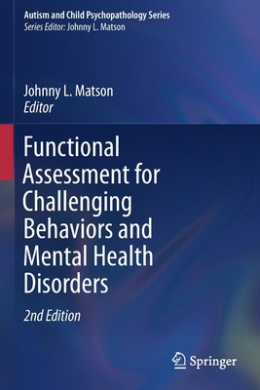 Autism and Child Psychopathology Series
Series Editor: Johnny L. Matson
Johnny L. Matson
Editor
Functional
Assessment for
Challenging
Behaviors and
Mental Health
Disorders
2nd Edition
Springer